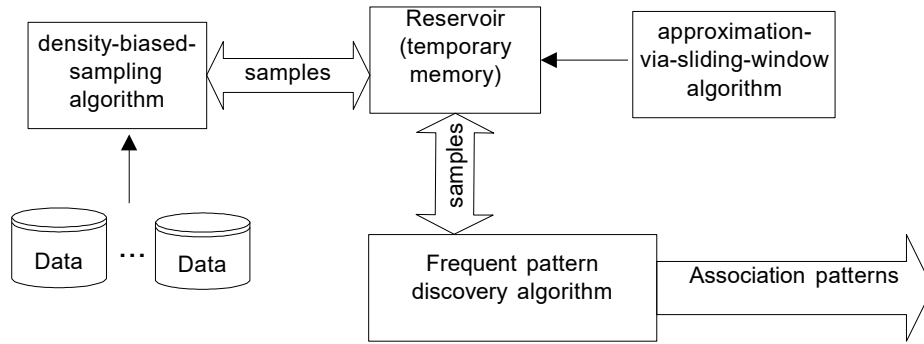 density-biased-
sampling
algorithm
samples
Reservoir
(temporary
memory)
approximation-
via-sliding-window
algorithm
samples
Data
...
Data
Frequent pattern
discovery algorithm
Association patterns